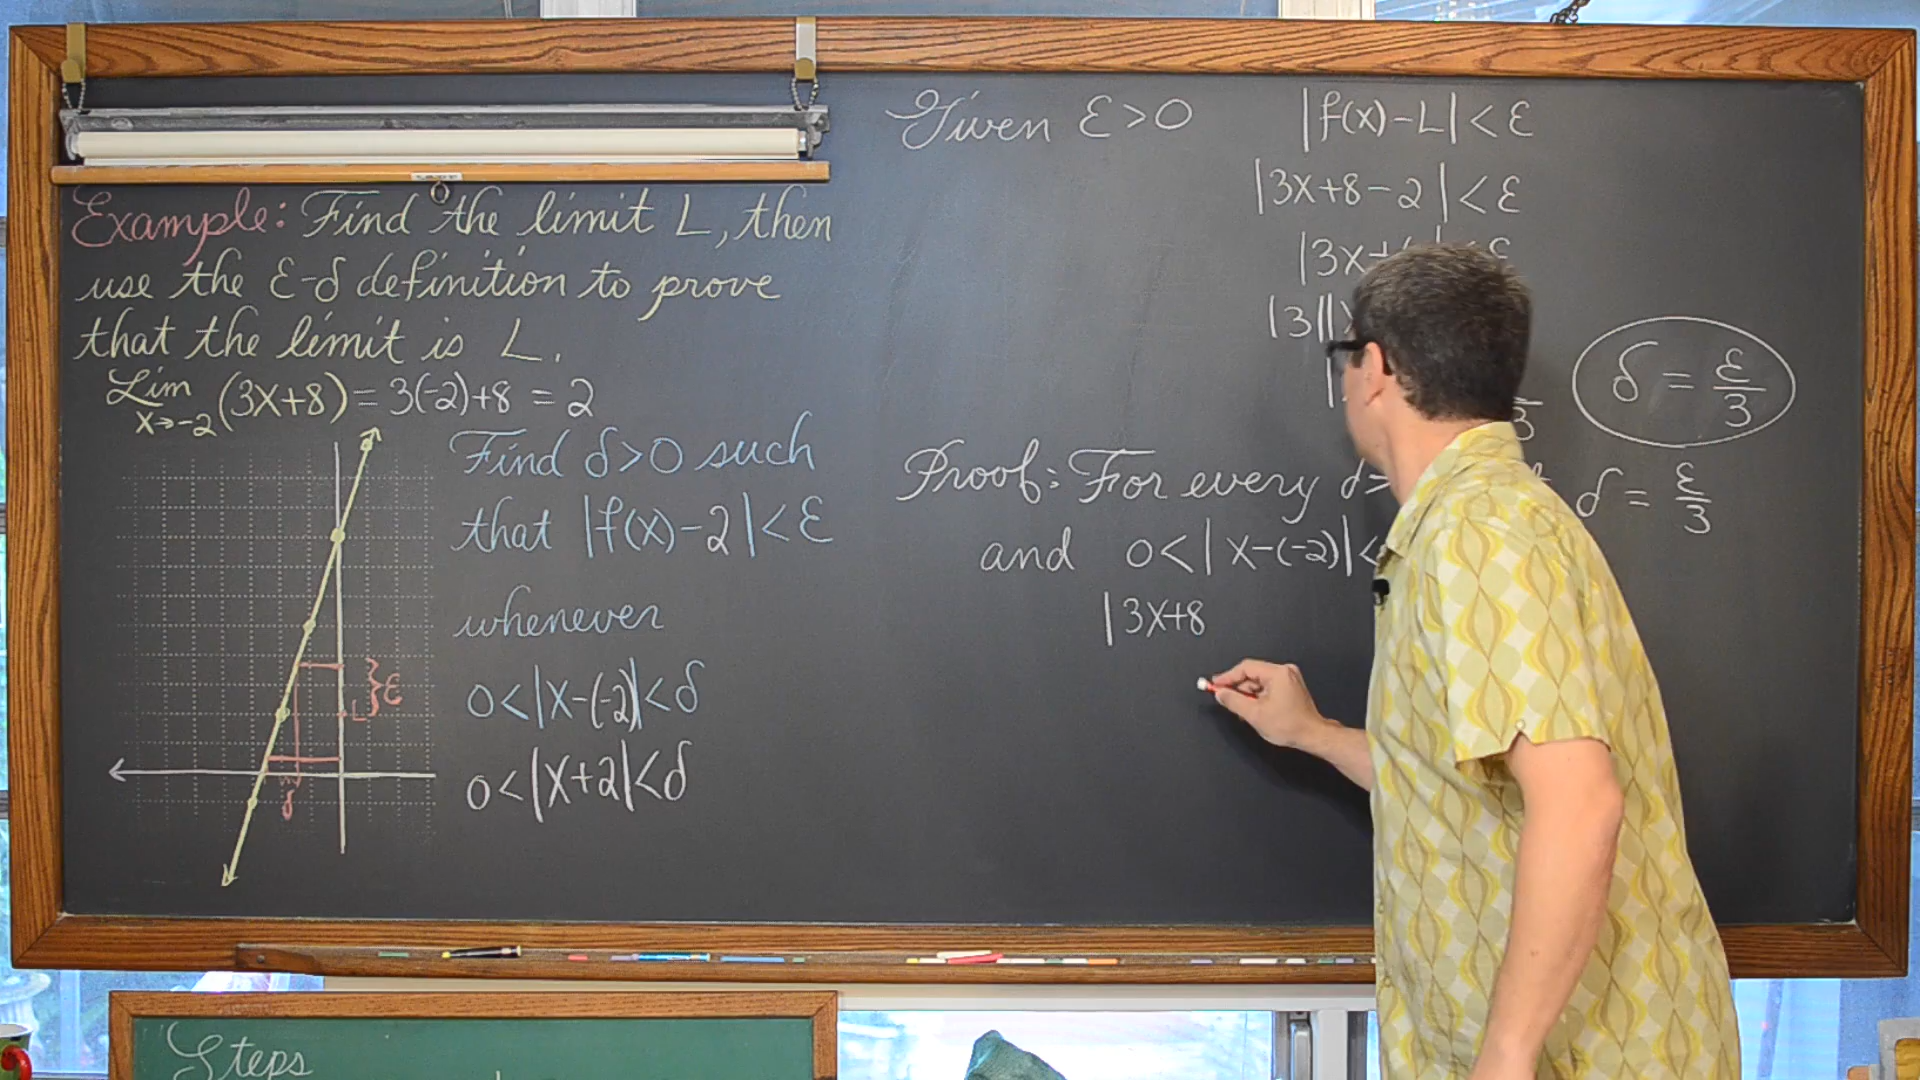 Example: Find the limit L, then
use the ε-δ definition to prove
that the limit is L.
Lim (3x+8) = 3(-2)+8 = 2
x→-2
Find δ>0 such
that |f(x)-2|<ε
whenever
0<|x-(-2)|<δ
0<|x+2|<δ
ε
L
δ
Given ε>0 |f(x)-L|<ε
|3x+8-2|<ε
|3x+ ε
|3||
|
3
δ = ε/3
Proof: For every δ> δ = ε/3
and 0<|x-(-2)|<
|3x+8
Steps